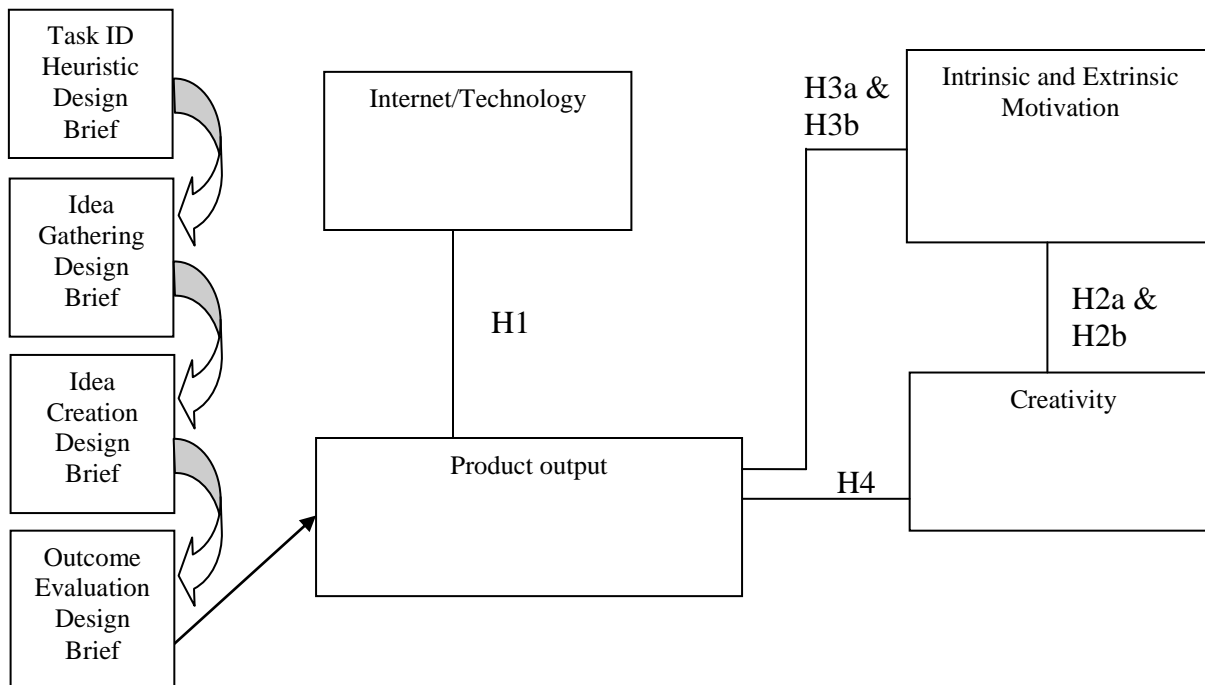 Task ID
Heuristic
Design
Brief
Idea
Gathering
Design
Brief
Idea
Creation
Design
Brief
Outcome
Evaluation
Design
Brief
Internet/Technology
H1
Product output
H3a &
H3b
H4
Intrinsic and Extrinsic
Motivation
H2a &
H2b
Creativity